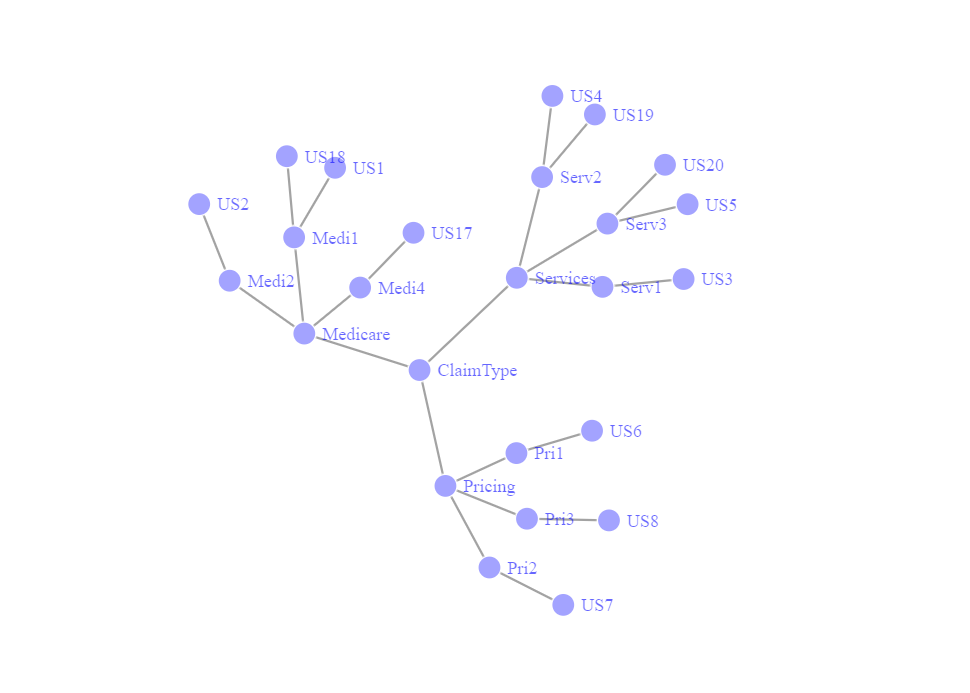 US4
US19
US18
US1
US20
Serv2
US2
US5
Serv3
US17
Medi1
Services
US3
Medi2
Medi4
Serv1
Medicare
ClaimType
US6
Pri1
Pricing
Pri3
US8
Pri2
US7